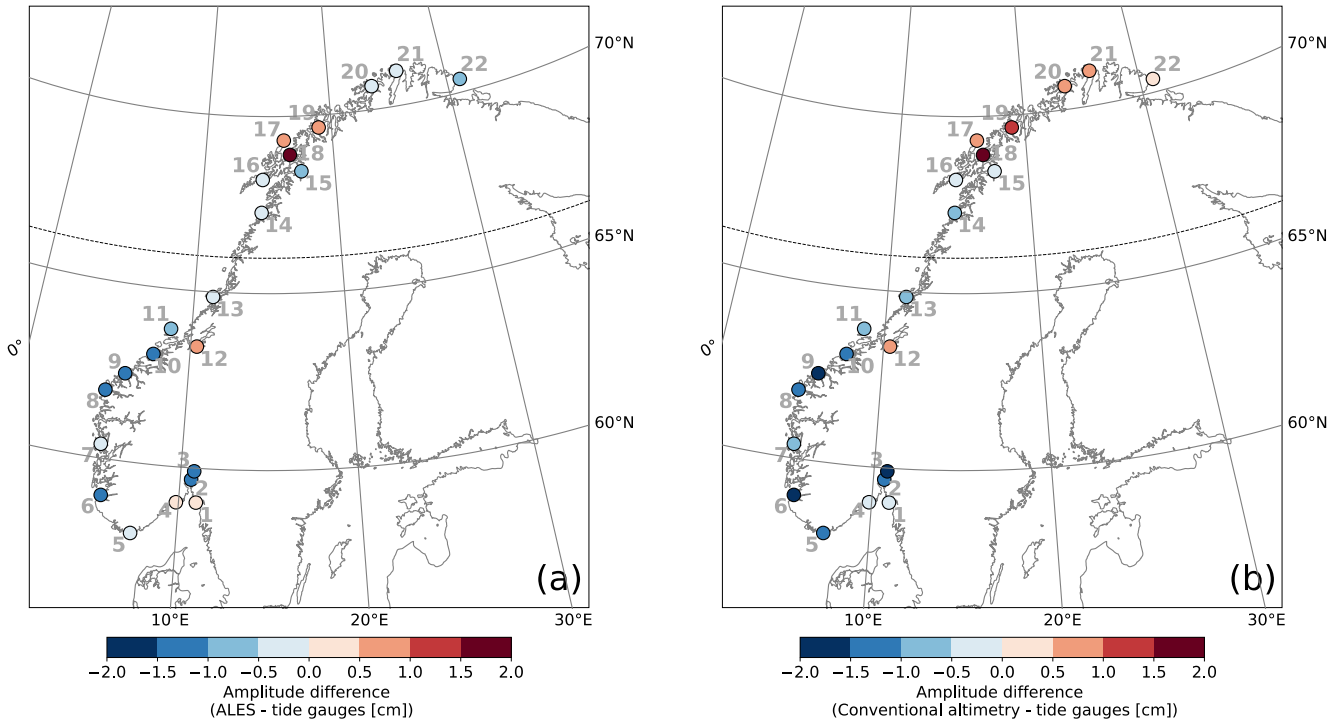 70°N
65°N
60°N
0°
10°E
20°E
30°E
21
20
22
19
17
18
16
15
14
13
11
12
10
9
8
7
3
2
6
4
1
5
(a)
−2.0 −1.5 −1.0 −0.5 0.0 0.5 1.0 1.5 2.0
Amplitude difference
(ALES - tide gauges [cm])
70°N
65°N
60°N
0°
10°E
20°E
30°E
21
20
22
19
17
18
16
15
14
13
11
12
10
9
8
7
3
2
6
4
1
5
(b)
−2.0 −1.5 −1.0 −0.5 0.0 0.5 1.0 1.5 2.0
Amplitude difference
(Conventional altimetry - tide gauges [cm])